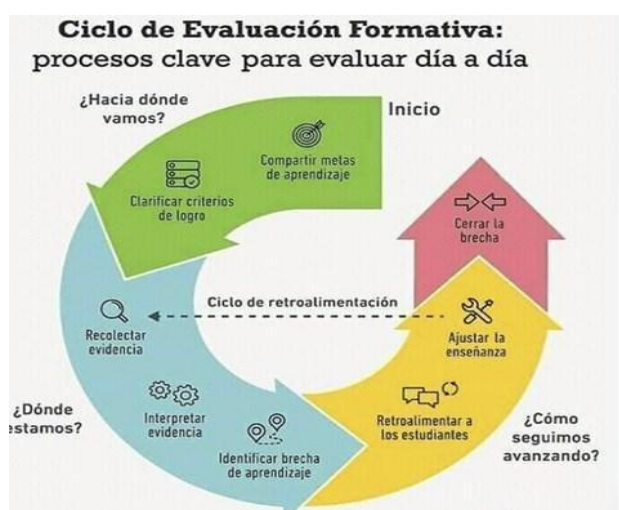 Ciclo de Evaluación Formativa:
procesos clave para evaluar día a día
¿Hacia dónde
vamos?
Inicio
Compartir metas
de aprendizaje
Clarificar criterios
de logro
Recolectar
evidencia
Interpretar
evidencia
Identificar brecha
de aprendizaje
¿Dónde
estamos?
Ciclo de retroalimentación
Retroalimentar a
los estudiantes
Ajustar la
enseñanza
Cerrar la
brecha
¿Cómo
seguimos
avanzando?